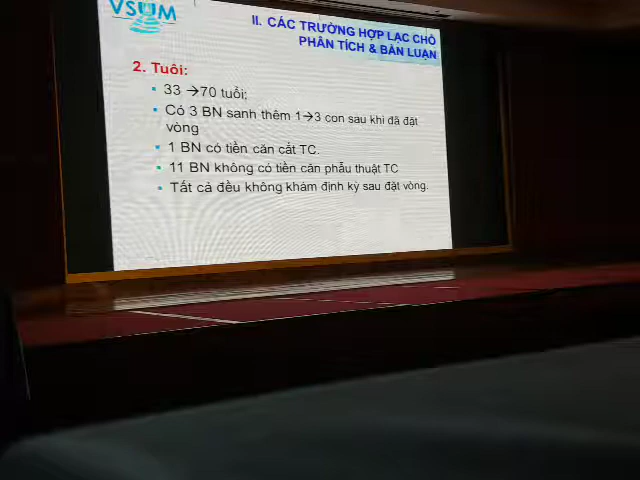 VSUM
II. CÁC TRƯỜNG HỢP LẠC CHỖ
PHÂN TÍCH & BÀN LUẬN
2. Tuổi:
33 →70 tuổi;
Có 3 BN sanh thêm 1→3 con sau khi đã đặt
vòng
1 BN có tiền căn cắt TC.
11 BN không có tiền căn phẫu thuật TC
Tất cả đều không khám định kỳ sau đặt vòng.